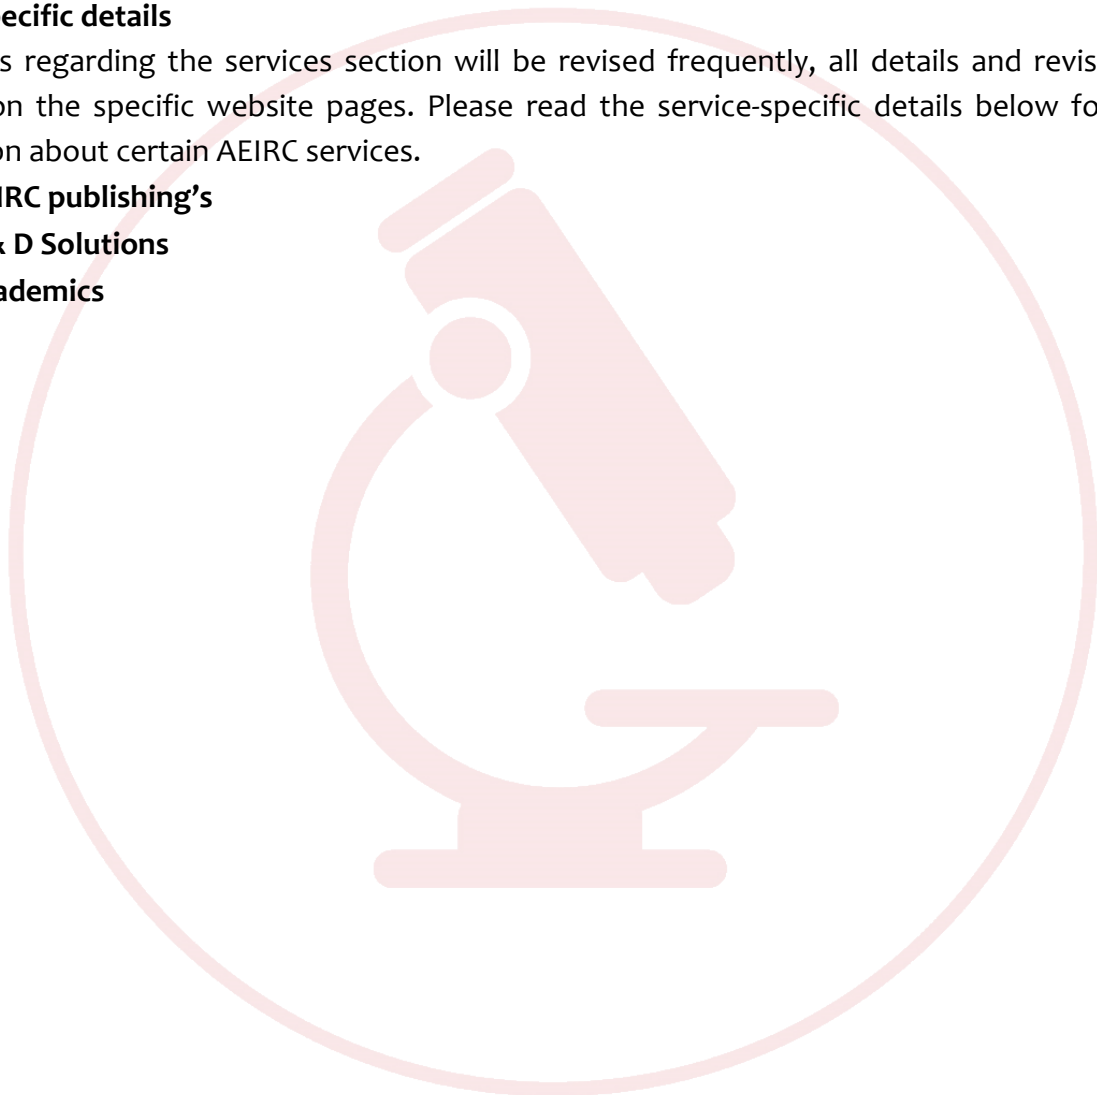 ecific details
s regarding the services section will be revised frequently, all details and revis
on the specific website pages. Please read the service-specific details below fo
on about certain AEIRC services.
IRC publishing's
& D Solutions
ademics